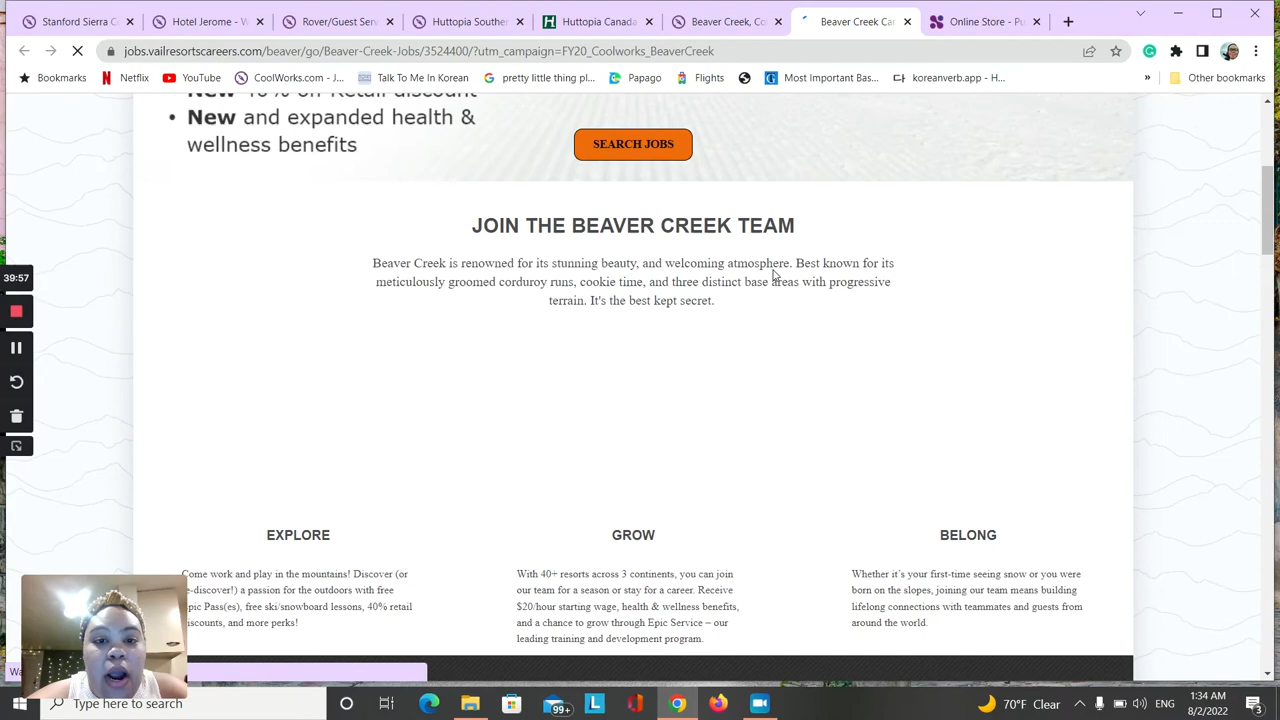 Stanford Sierra C
Hotel Jerome - W
Rover/Guest Serv
Huttopia Souther
Huttopia Canada
Beaver Creek, Co
Beaver Creek Ca
Online Store - Pu
jobs.vailresortscareers.com/beaver/go/Beaver-Creek-Jobs/3524400/?utm_campaign=FY20_Coolworks_BeaverCreek
Bookmarks
Netflix
YouTube
CoolWorks.com - J...
Talk To Me In Korean
pretty little thing pl...
Papago
Flights
Most Important Bas...
koreanverb.app - H...
»
Other bookmarks
New 40% off Retail discount
• New and expanded health &
wellness benefits
SEARCH JOBS
JOIN THE BEAVER CREEK TEAM
Beaver Creek is renowned for its stunning beauty, and welcoming atmosphere. Best known for its
meticulously groomed corduroy runs, cookie time, and three distinct base areas with progressive
terrain. It's the best kept secret.
39:57
EXPLORE
GROW
BELONG
Come work and play in the mountains! Discover (or
e-discover!) a passion for the outdoors with free
Epic Pass(es), free ski/snowboard lessons, 40% retail
discounts, and more perks!
With 40+ resorts across 3 continents, you can join
our team for a season or stay for a career. Receive
$20/hour starting wage, health & wellness benefits,
and a chance to grow through Epic Service – our
leading training and development program.
Whether it's your first-time seeing snow or you were
born on the slopes, joining our team means building
lifelong connections with teammates and guests from
around the world.
Type here to search
99+
70°F Clear
ENG
1:34 AM
8/2/2022
3